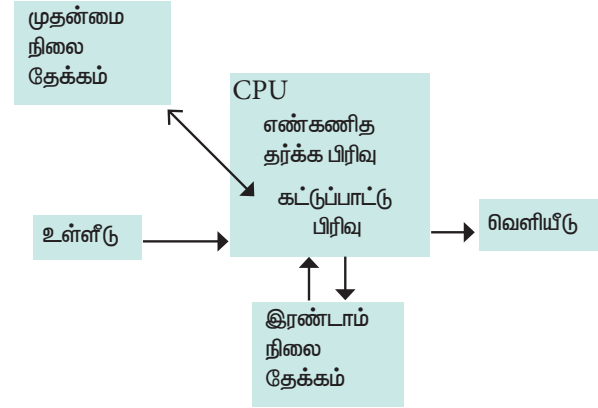 முதன்மை
நிலை
தேக்கம்
CPU
எண்கணித
தர்க்க பிரிவு
கட்டுப்பாட்டு
பிரிவு
உள்ளீடு
வெளியீடு
இரண்டாம்
நிலை
தேக்கம்